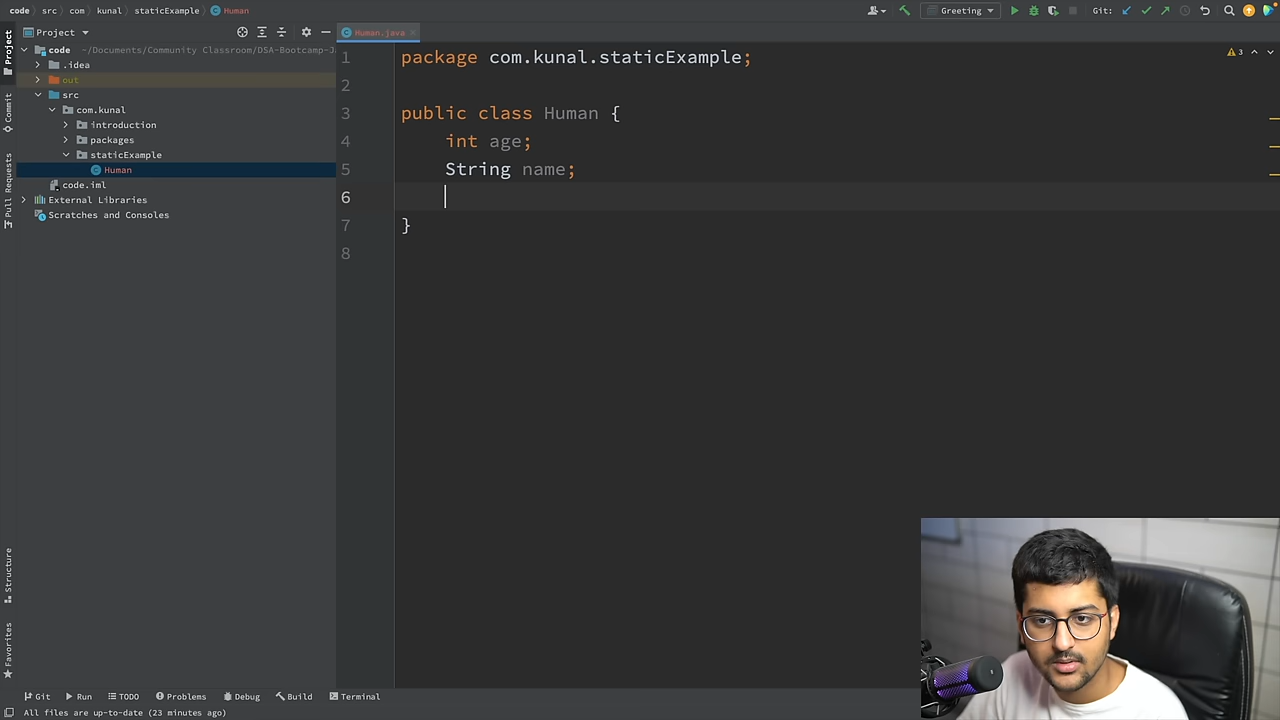 code > src > com > kunal > staticExample > Human
Greeting
Git:
Project
code ~/Documents/Community Classroom/DSA-Bootcamp-J
.idea
out
src
com.kunal
introduction
packages
staticExample
Human
code.iml
External Libraries
Scratches and Consoles
Project
Commit
Pull Requests
Structure
Favorites
Human.java
3
1 package com.kunal.staticExample;
2
3 public class Human {
4 int age;
5 String name;
6
7 }
8
Git Run TODO Problems Debug Build Terminal
All files are up-to-date (23 minutes ago)